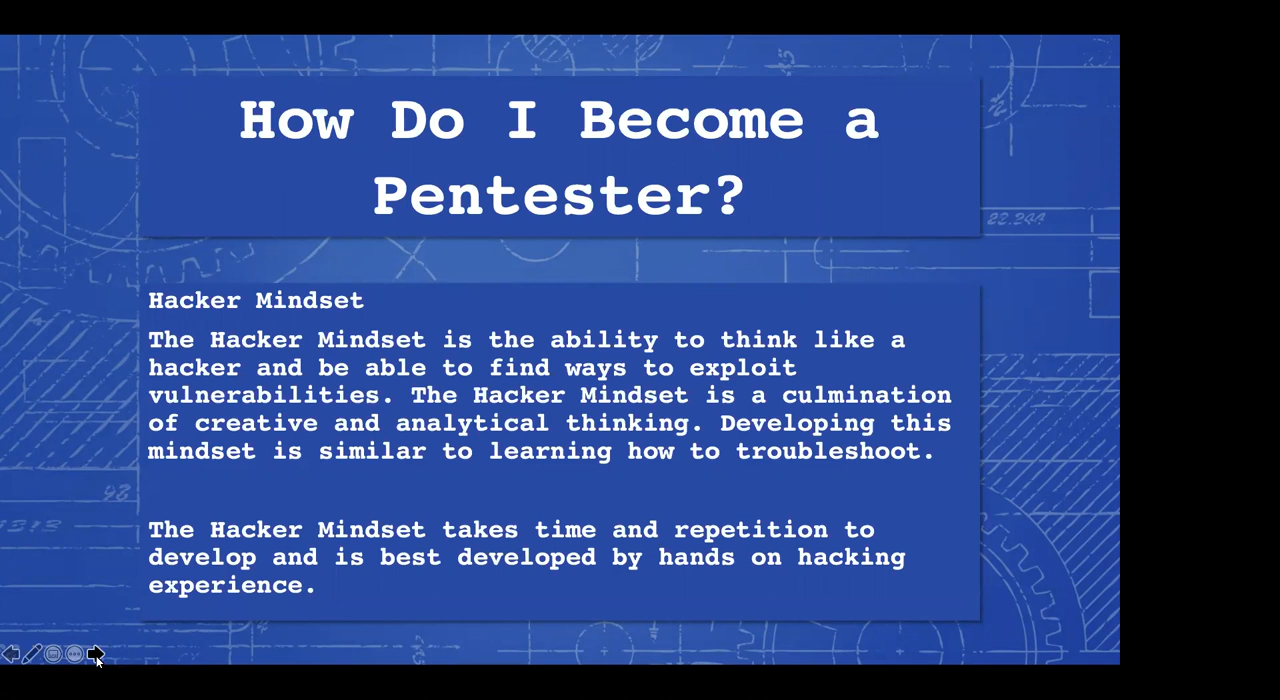 How Do I Become a
Pentester?
22.244
Hacker Mindset
The Hacker Mindset is the ability to think like a
hacker and be able to find ways to exploit
vulnerabilities. The Hacker Mindset is a culmination
of creative and analytical thinking. Developing this
mindset is similar to learning how to troubleshoot.
The Hacker Mindset takes time and repetition to
develop and is best developed by hands on hacking
experience.